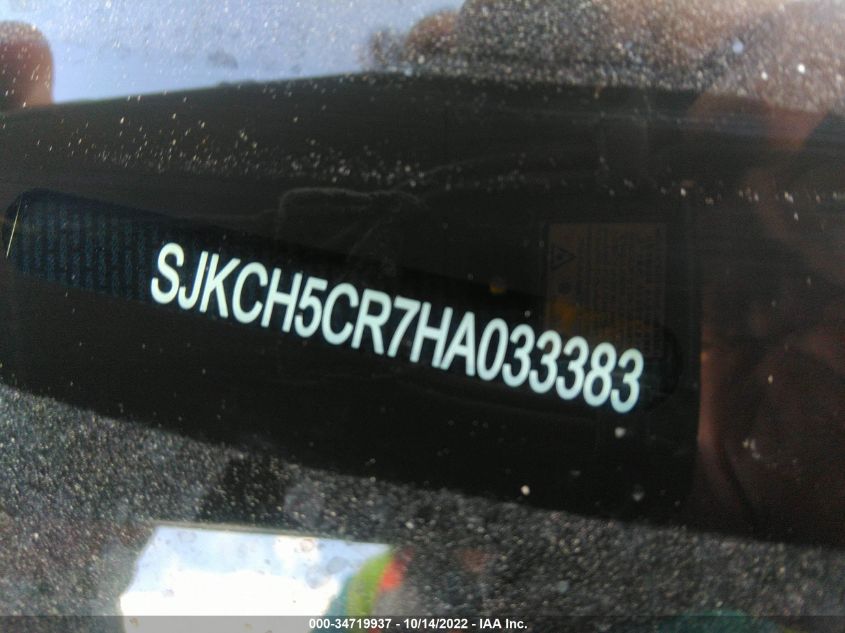 SJKCH5CR7HA033383
000-34719937 - 10/14/2022 - IAA Inc.